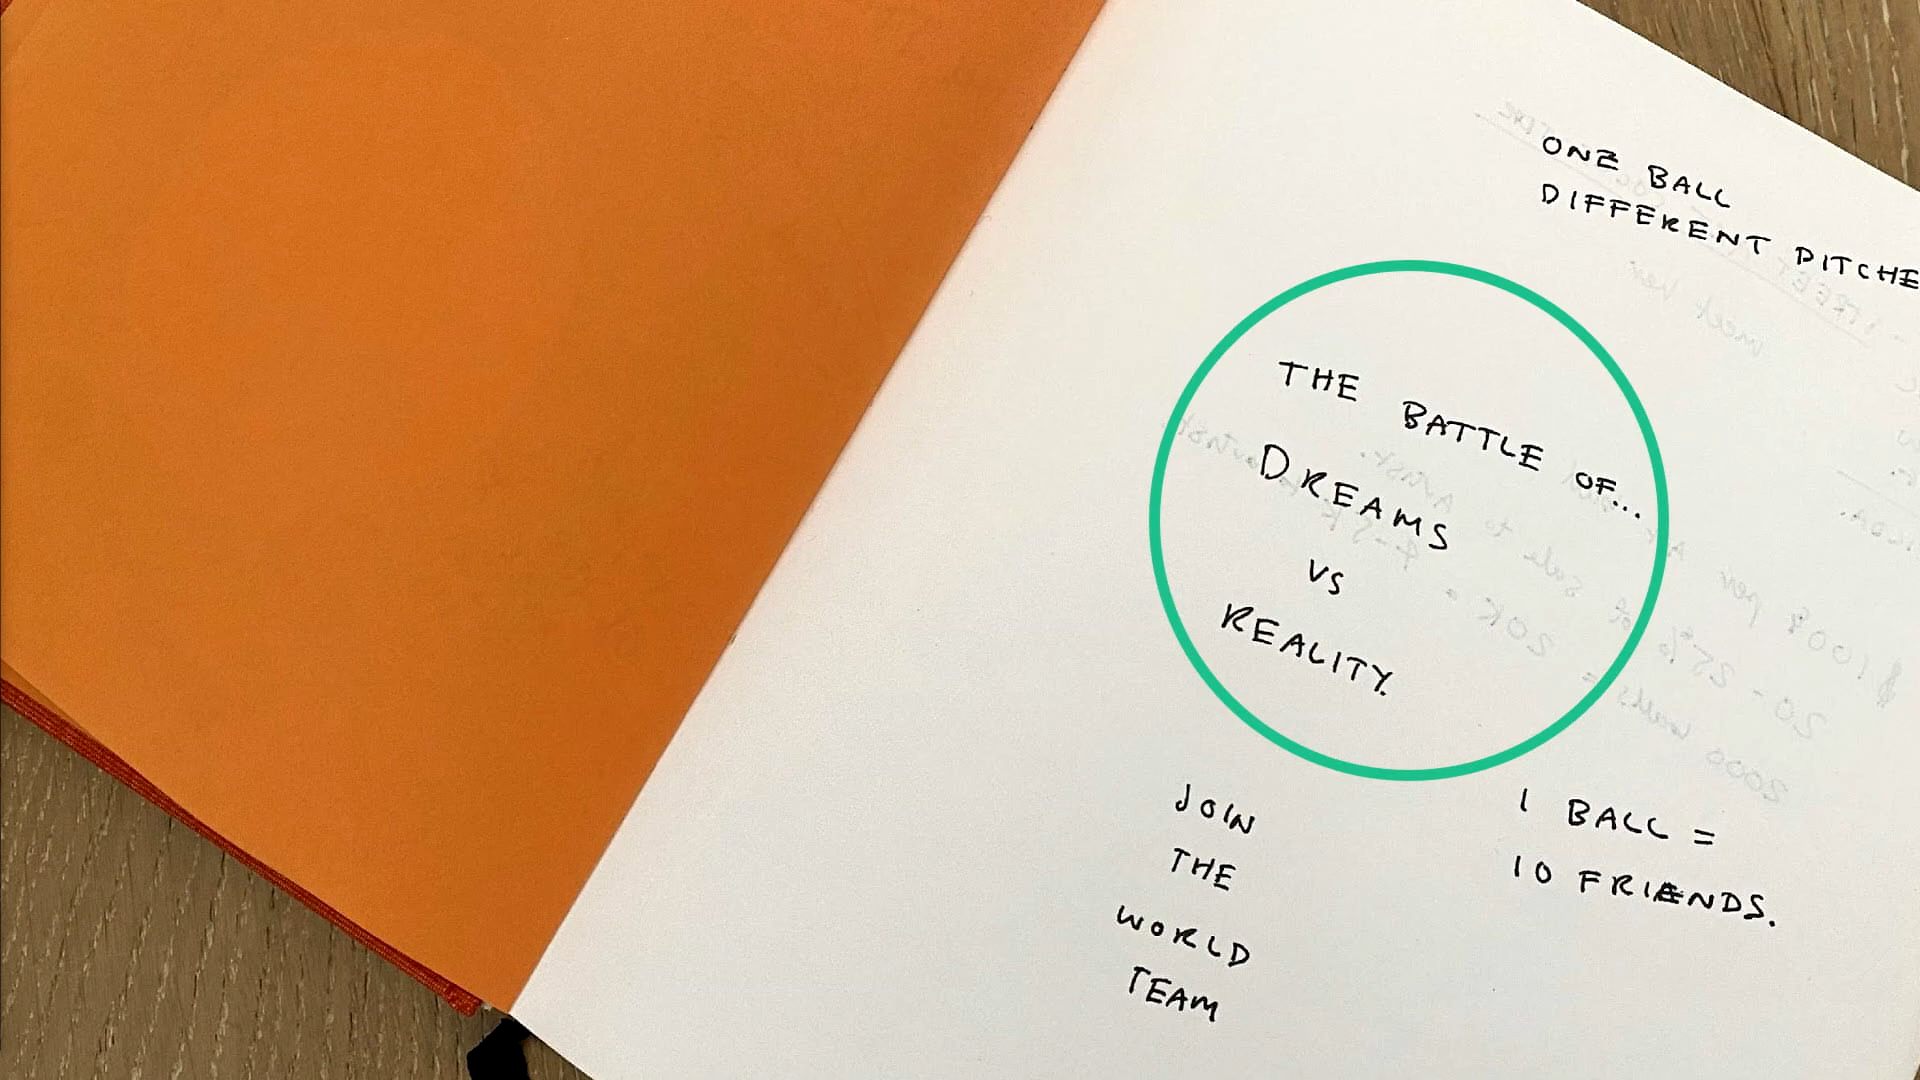 ONE BALL
DIFFERENT PITCHE
THE BATTLE OF...
DREAMS
VS
REALITY.
JOIN
THE
WORLD
TEAM
1 BALL =
10 FRIENDS.